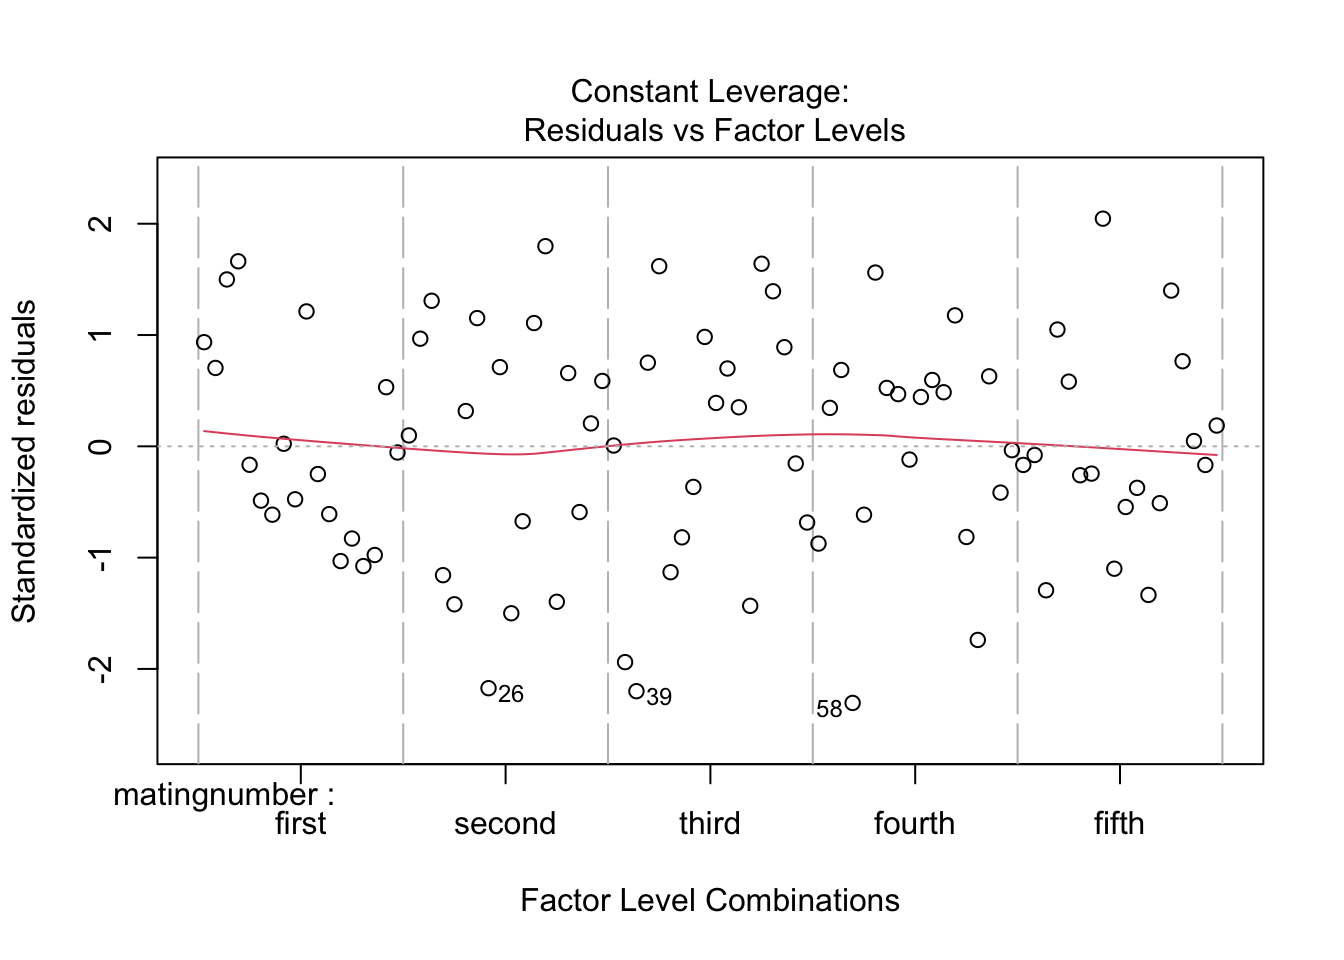 Constant Leverage:
Residuals vs Factor Levels
Standardized residuals
2
1
0
-1
-2
26
39
58
matingnumber :
first second third fourth fifth
Factor Level Combinations